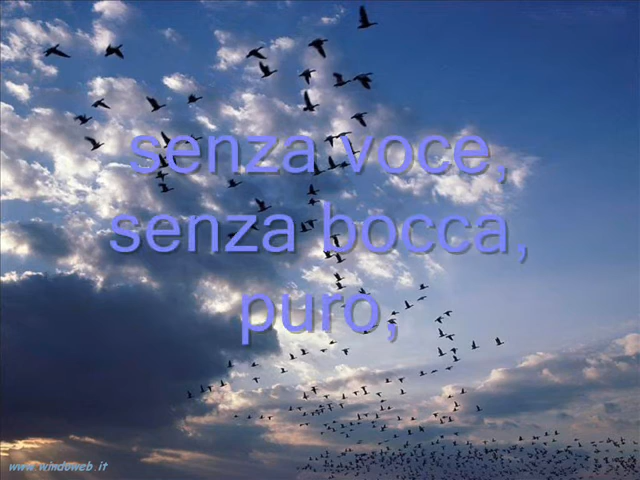 senza voce,
senza bocca,
puro,
www.windoweb.it